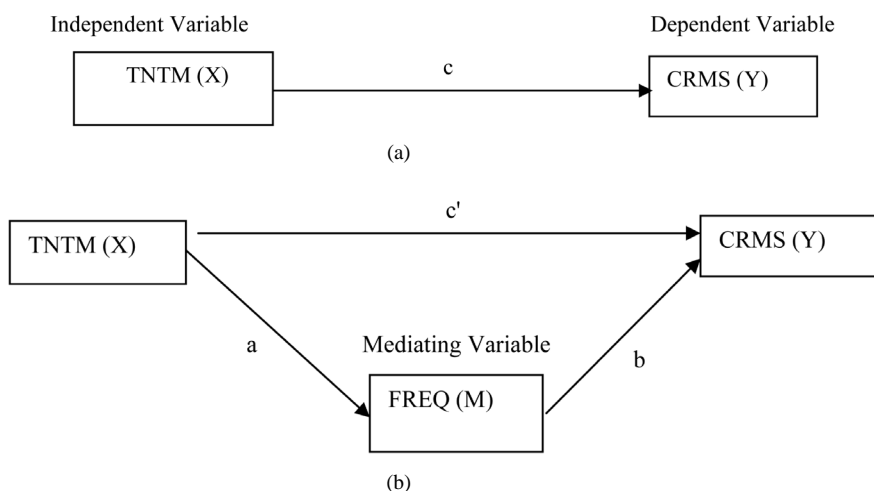 Independent Variable
Dependent Variable
TNTM (X)
c
CRMS (Y)
(a)
TNTM (X)
c'
CRMS (Y)
a
Mediating Variable
b
FREQ (M)
(b)